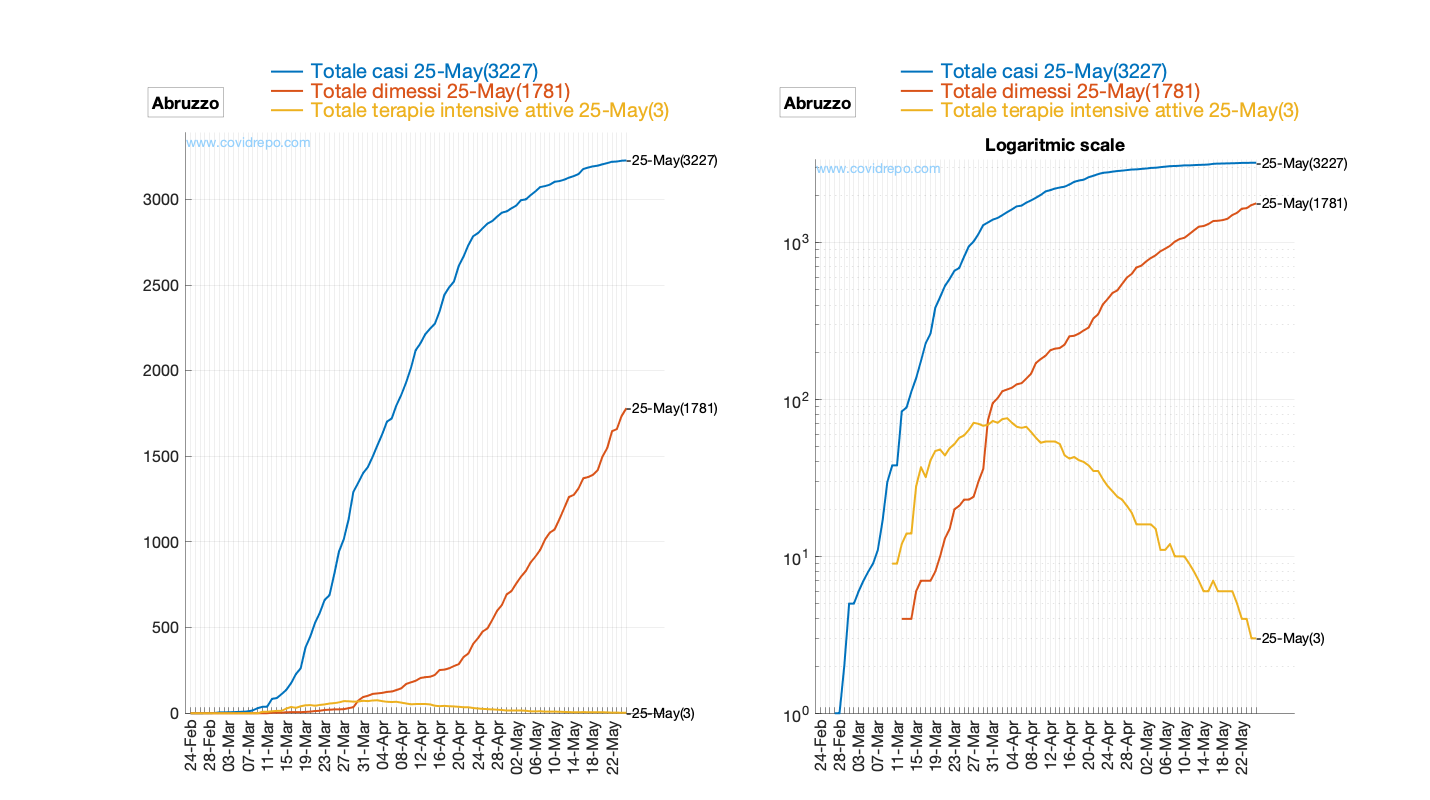 Totale casi 25-May(3227)
Totale dimessi 25-May(1781)
Totale terapie intensive attive 25-May(3)
Abruzzo
www.covidrepo.com
25-May(3227)
3000
2500
2000
25-May(1781)
1500
1000
500
0
25-May(3)
24-Feb
28-Feb
03-Mar
07-Mar
11-Mar
15-Mar
19-Mar
23-Mar
27-Mar
31-Mar
04-Apr
08-Apr
12-Apr
16-Apr
20-Apr
24-Apr
28-Apr
02-May
06-May
10-May
14-May
18-May
22-May
Totale casi 25-May(3227)
Totale dimessi 25-May(1781)
Totale terapie intensive attive 25-May(3)
Abruzzo
Logaritmic scale
www.covidrepo.com
25-May(3227)
25-May(1781)
10^3
10^2
10^1
25-May(3)
10^0
24-Feb
28-Feb
03-Mar
07-Mar
11-Mar
15-Mar
19-Mar
23-Mar
27-Mar
31-Mar
04-Apr
08-Apr
12-Apr
16-Apr
20-Apr
24-Apr
28-Apr
02-May
06-May
10-May
14-May
18-May
22-May